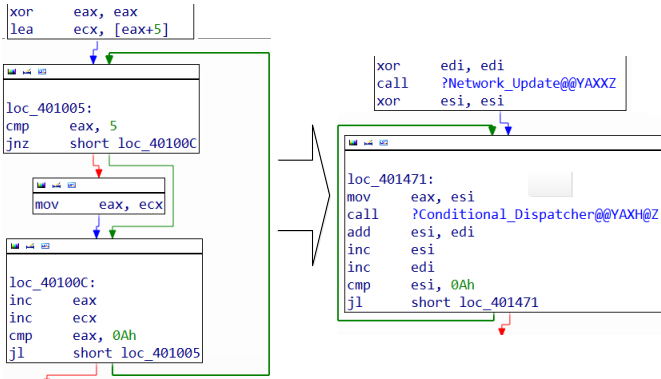 xor eax, eax
lea ecx, [eax+5]
loc_401005:
cmp eax, 5
jnz short loc_40100C
mov eax, ecx
loc_40100C:
inc eax
inc ecx
cmp eax, 0Ah
jl short loc_401005
xor edi, edi
call ?Network_Update@@YAXXZ
xor esi, esi
loc_401471:
mov eax, esi
call ?Conditional_Dispatcher@@YAXH@Z
add esi, edi
inc esi
inc edi
cmp esi, 0Ah
jl short loc_401471